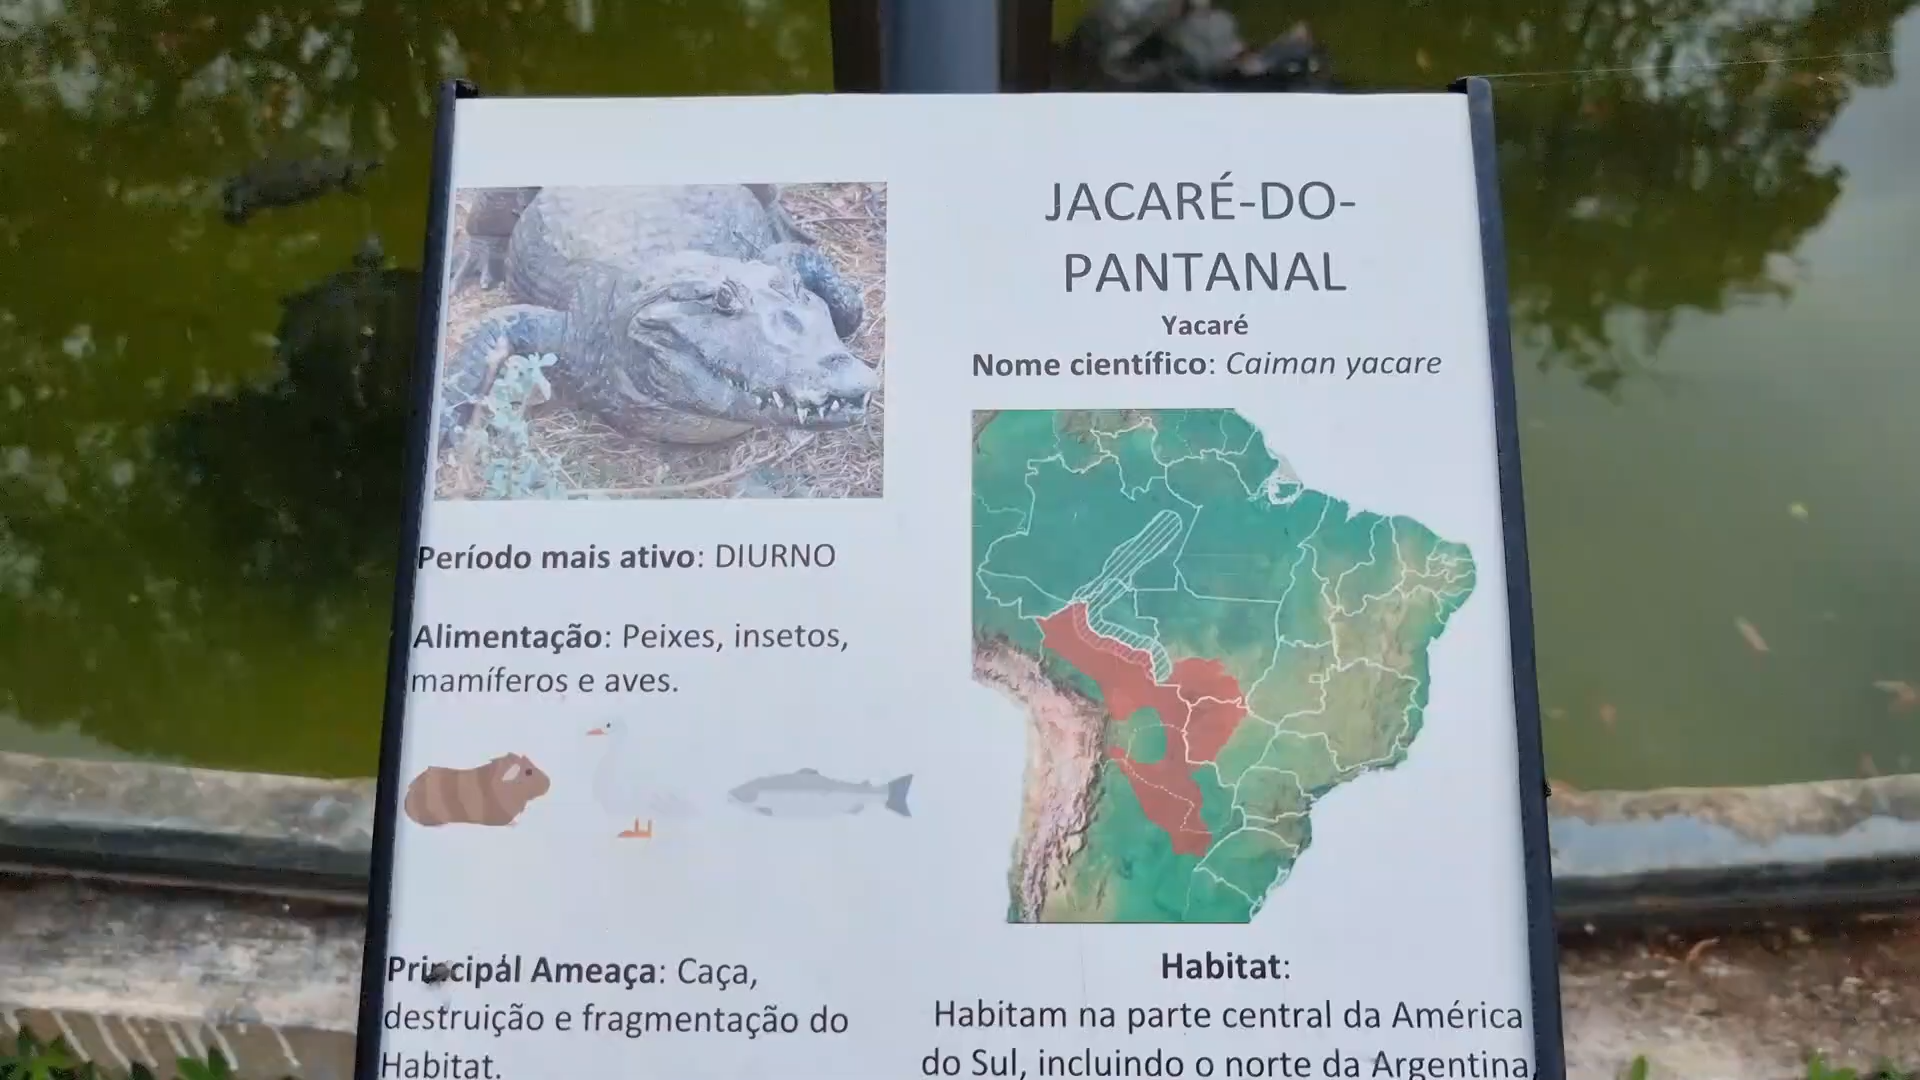 JACARÉ-DO-
PANTANAL
Yacaré
Nome científico: Caiman yacare
Período mais ativo: DIURNO
Alimentação: Peixes, insetos,
mamíferos e aves.
Principál Ameaça: Caça,
destruição e fragmentação do
Habitat.
Habitat:
Habitam na parte central da América
do Sul, incluindo o norte da Argentina,